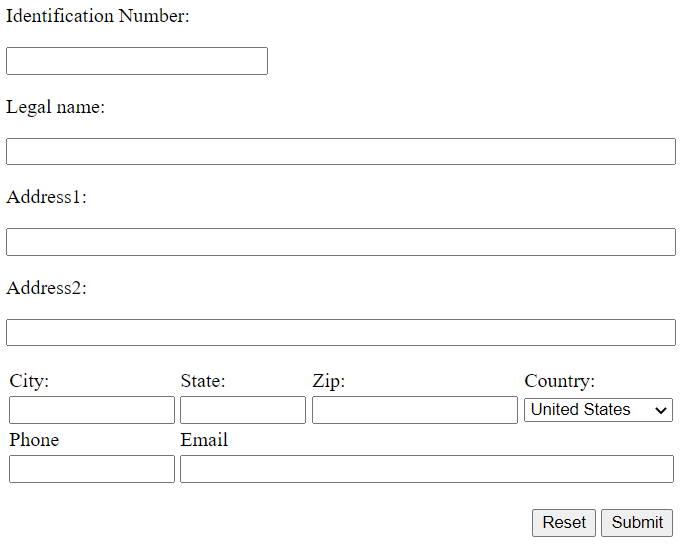 Identification Number:
Legal name:
Address1:
Address2:
City: State: Zip: Country:
United States
Phone Email
Reset Submit